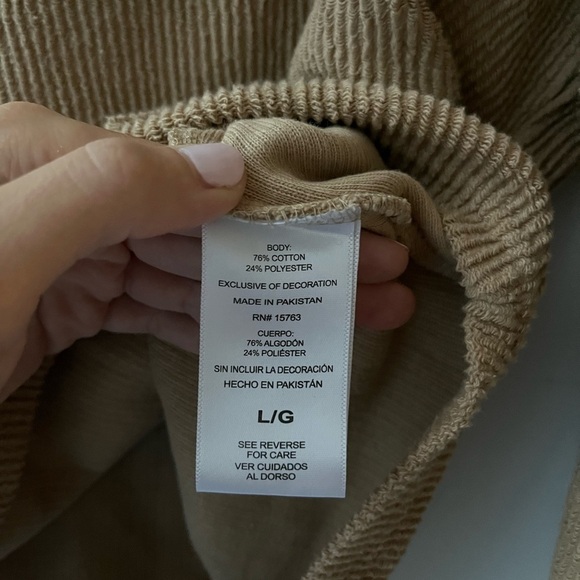 BODY:
76% COTTON
24% POLYESTER
EXCLUSIVE OF DECORATION
MADE IN PAKISTAN
RN# 15763
CUERPO:
76% ALGODÓN
24% POLIÉSTER
SIN INCLUIR LA DECORACIÓN
HECHO EN PAKISTÁN
L/G
SEE REVERSE
FOR CARE
VER CUIDADOS
AL DORSO